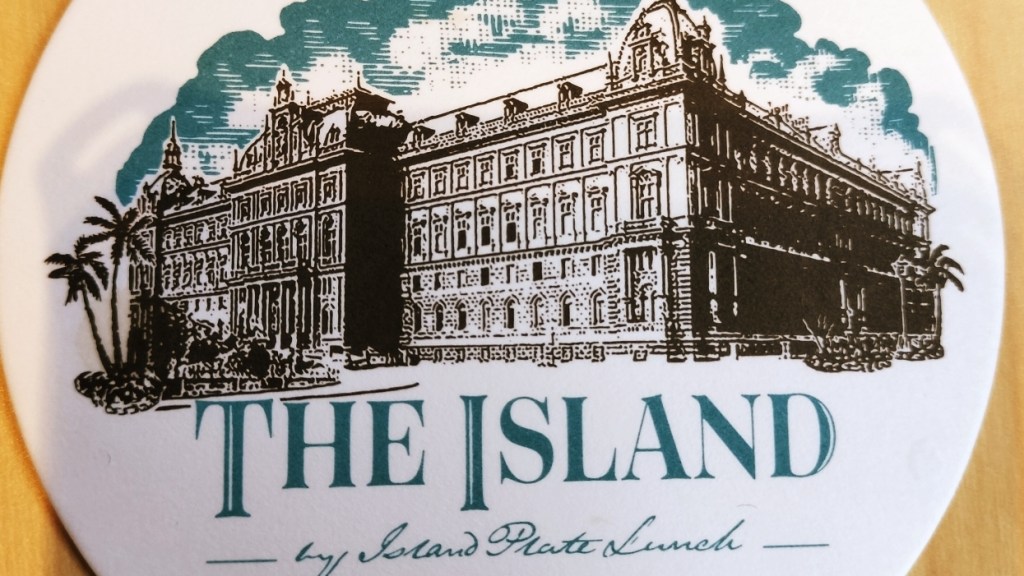 THE ISLAND
by Island Plate Lunch